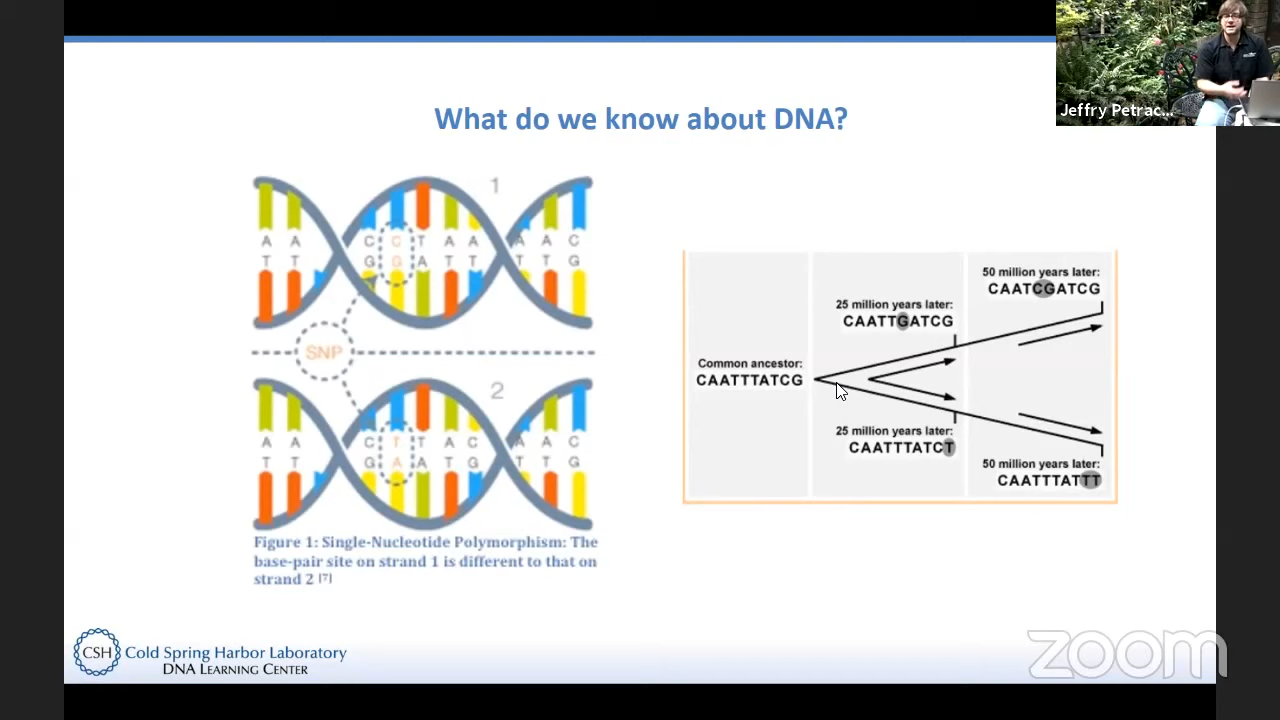 Jeffry Petrac...
What do we know about DNA?
1
A A C C T A A A A C
T T G G A T T T T G
SNP
2
A A C T T A C A A C
T T G A A T G T T G
Figure 1: Single-Nucleotide Polymorphism: The
base-pair site on strand 1 is different to that on
strand 2 [7]
Common ancestor:
CAATTTATCG
25 million years later:
CAATTGATCG
25 million years later:
CAATTTATCT
50 million years later:
CAATCGATCG
50 million years later:
CAATTTATTT
CSH Cold Spring Harbor Laboratory
DNA LEARNING CENTER
zoom